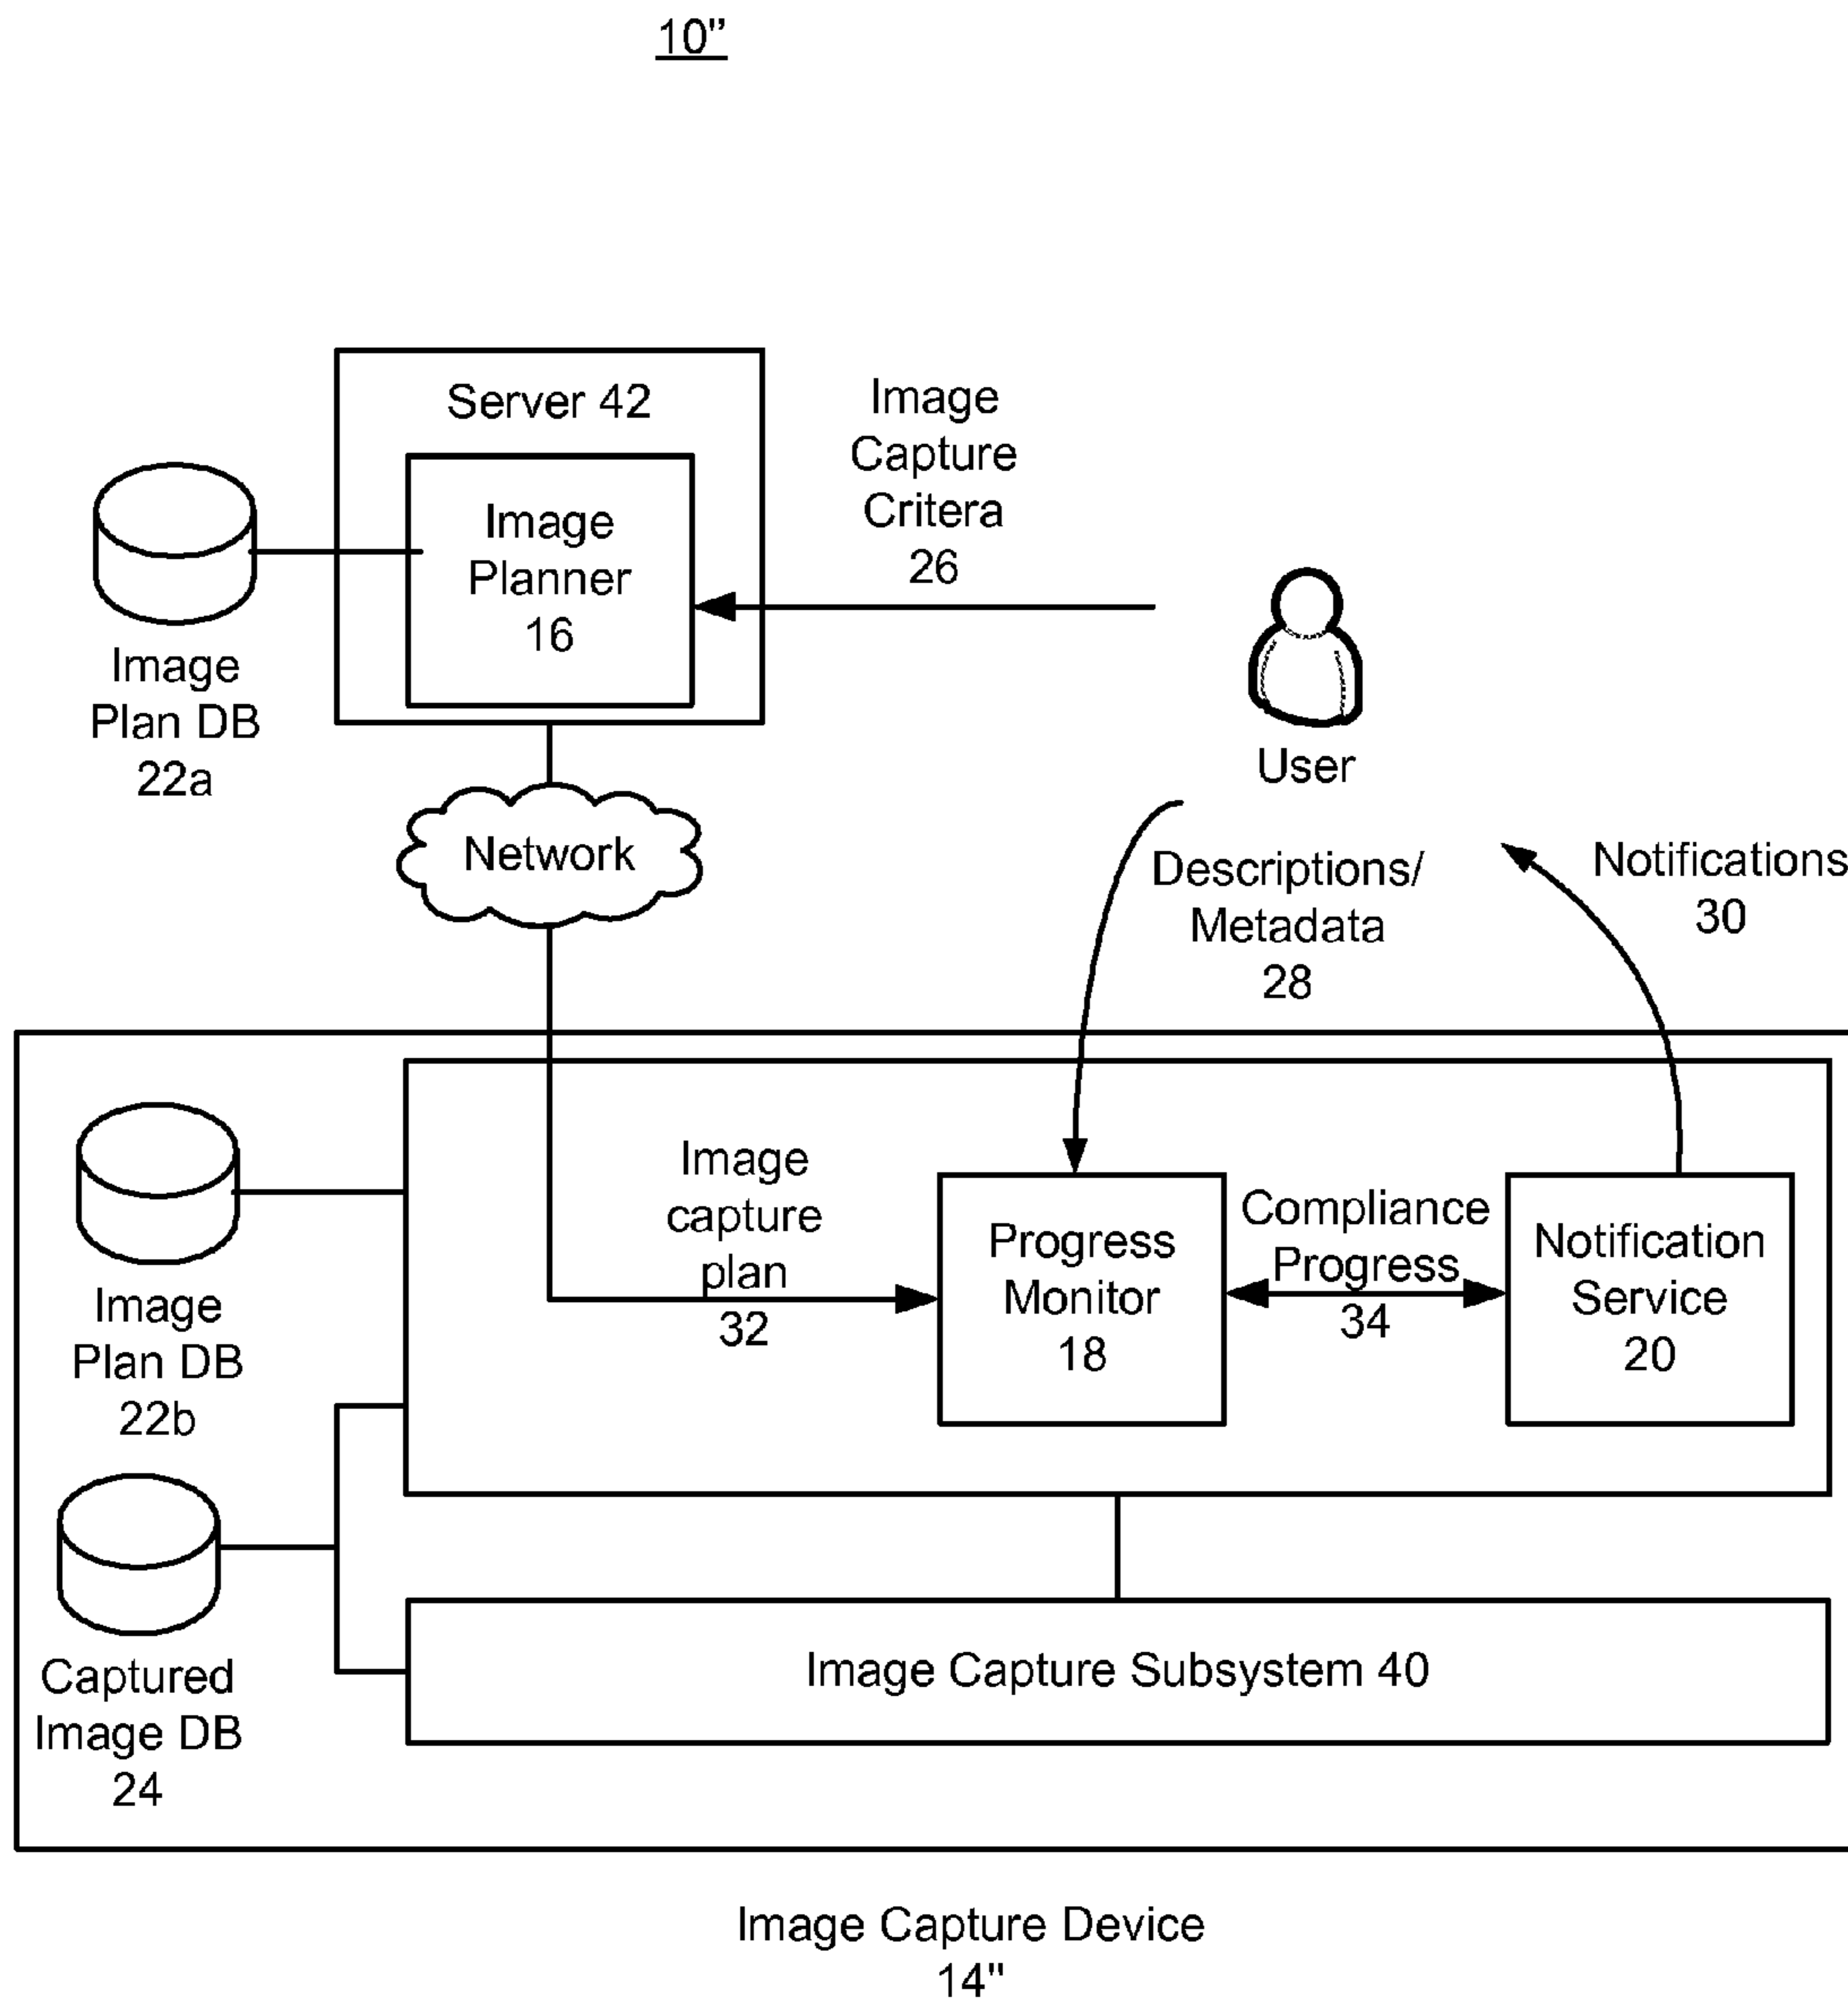 10"
Server 42
Image
Planner
16
Image
Capture
Critera
26
Image
Plan DB
22a
User
Network
Descriptions/
Metadata
28
Notifications
30
Image
capture
plan
32
Progress
Monitor
18
Compliance
Progress
34
Notification
Service
20
Image
Plan DB
22b
Captured
Image DB
24
Image Capture Subsystem 40
Image Capture Device
14"